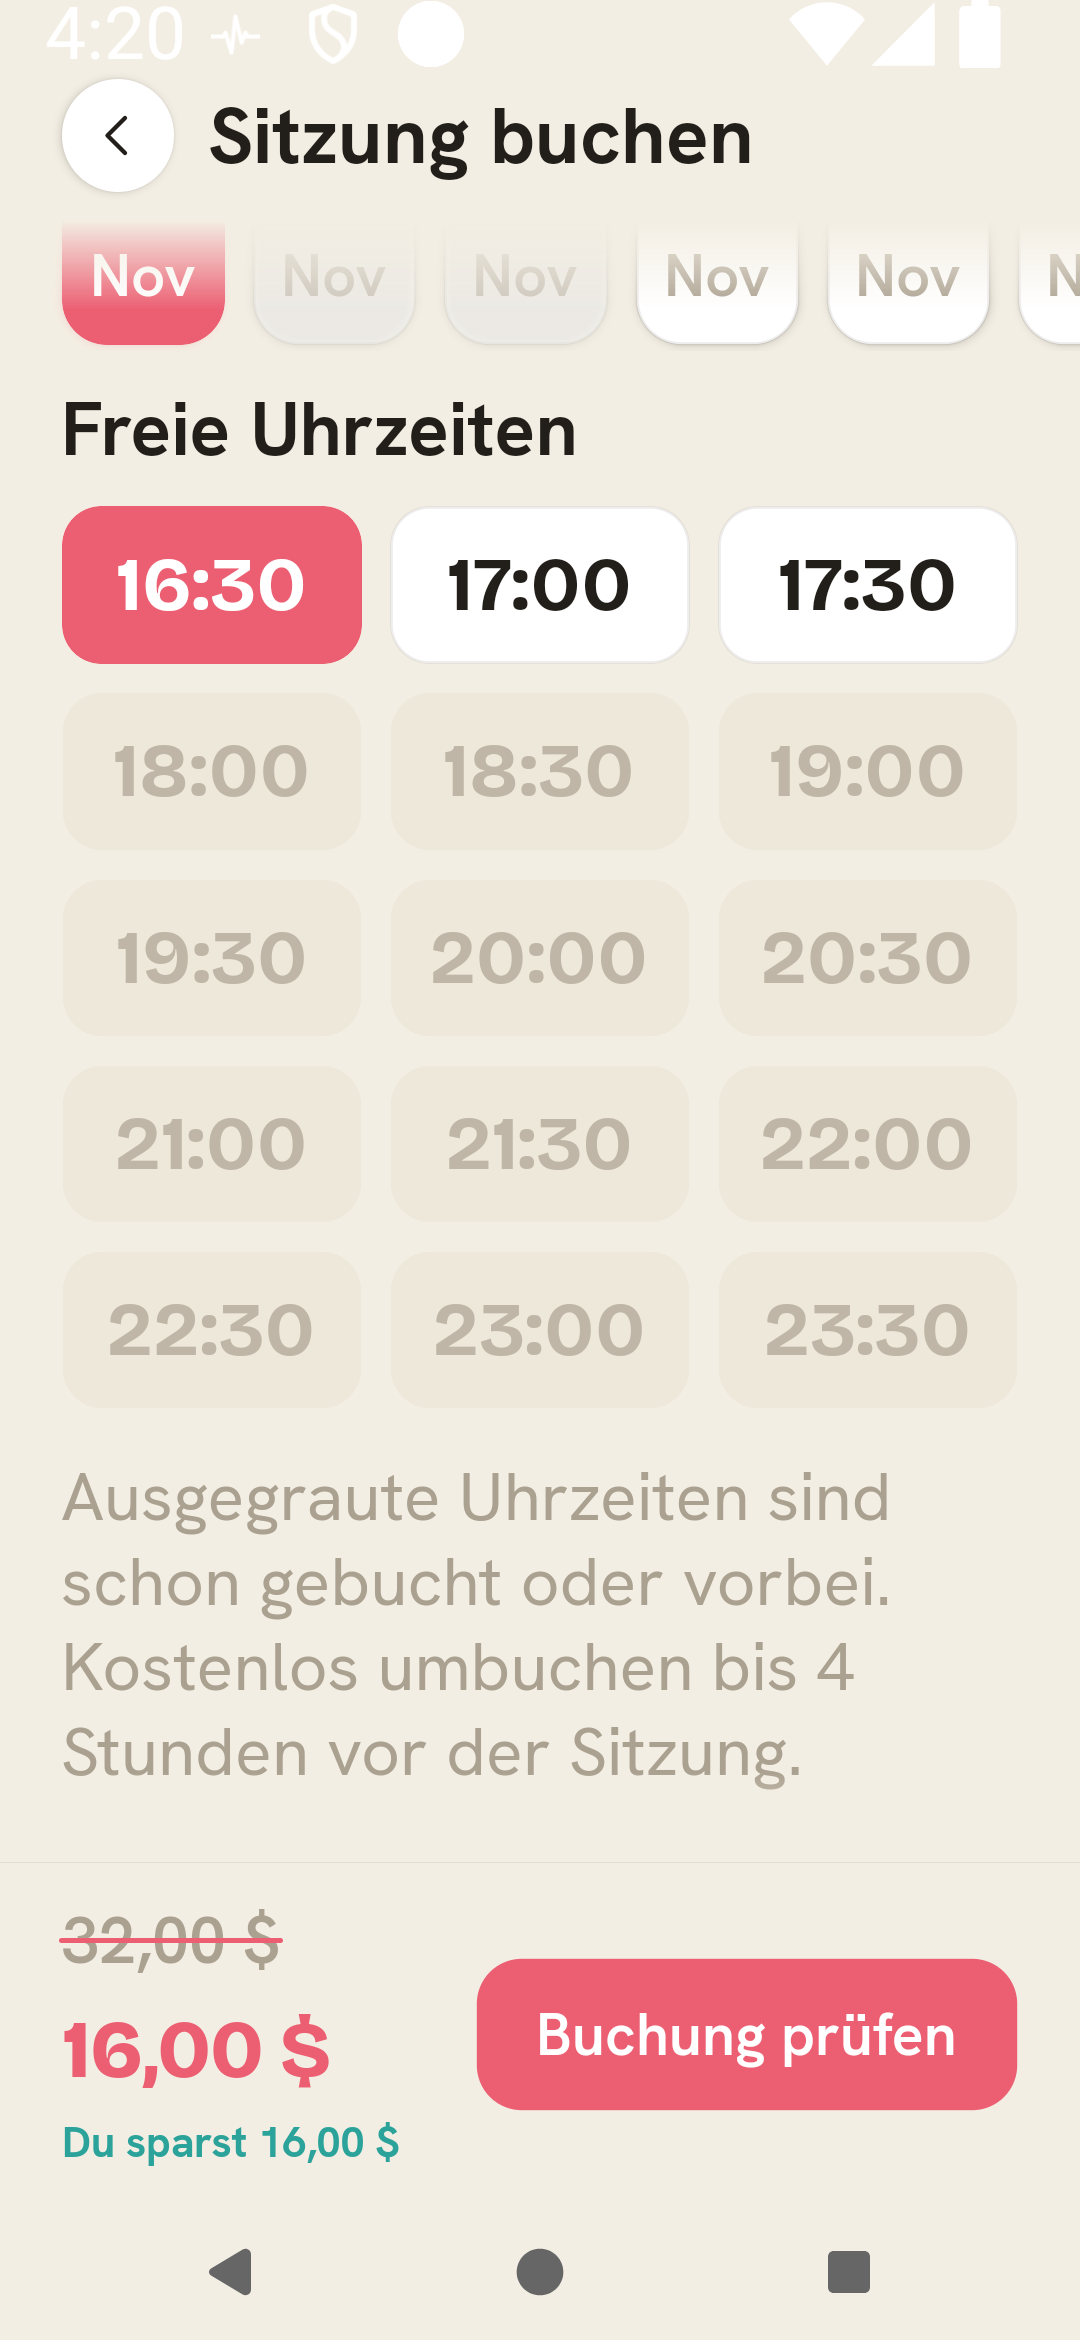 4:20
Sitzung buchen
Nov Nov Nov Nov Nov N
Freie Uhrzeiten
16:30 17:00 17:30
18:00 18:30 19:00
19:30 20:00 20:30
21:00 21:30 22:00
22:30 23:00 23:30
Ausgegraute Uhrzeiten sind
schon gebucht oder vorbei.
Kostenlos umbuchen bis 4
Stunden vor der Sitzung.
32,00 $
16,00 $
Du sparst 16,00 $
Buchung prüfen